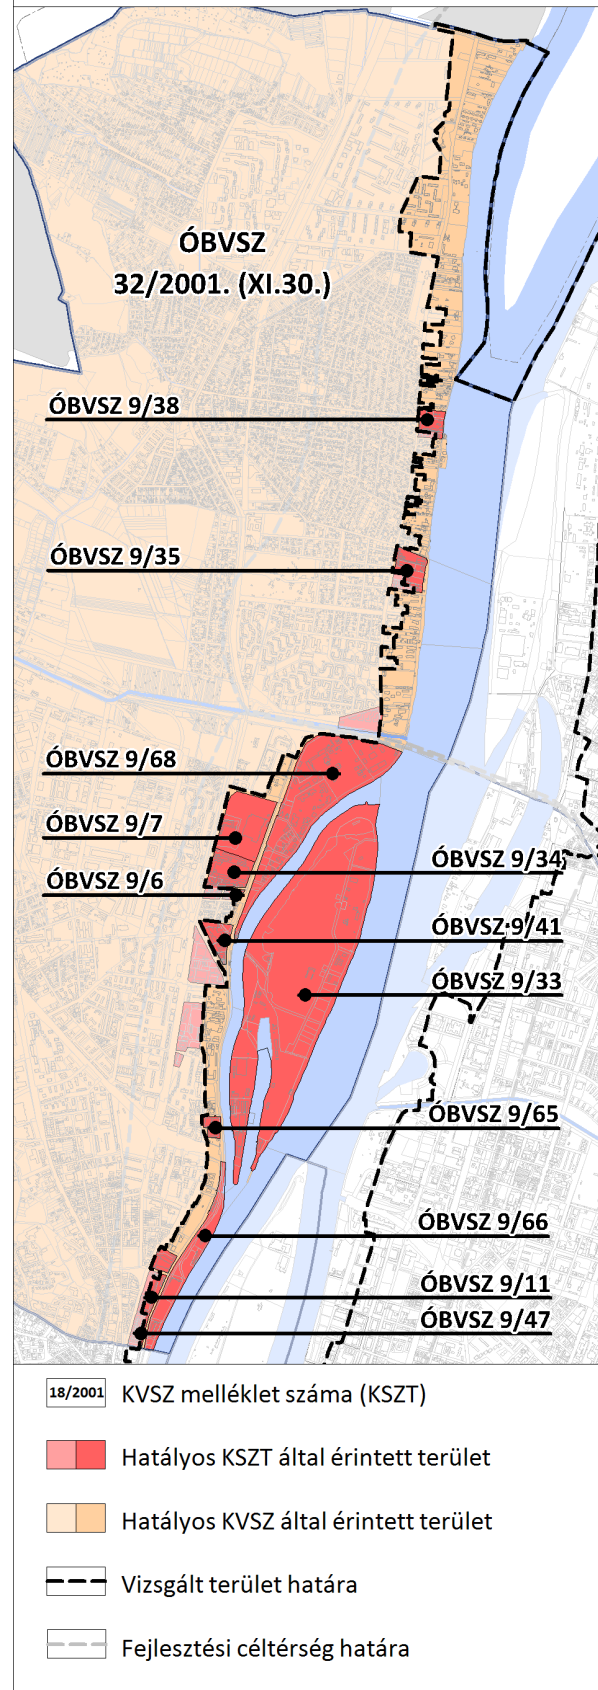 ÓBVSZ
32/2001. (XI.30.)
ÓBVSZ 9/38
ÓBVSZ 9/35
ÓBVSZ 9/68
ÓBVSZ 9/7
ÓBVSZ 9/34
ÓBVSZ 9/6
ÓBVSZ 9/41
ÓBVSZ 9/33
ÓBVSZ 9/65
ÓBVSZ 9/66
ÓBVSZ 9/11
ÓBVSZ 9/47
18/2001 KVSZ melléklet száma (KSZT)
Hatályos KSZT által érintett terület
Hatályos KVSZ által érintett terület
Vizsgált terület határa
Fejlesztési céltérség határa